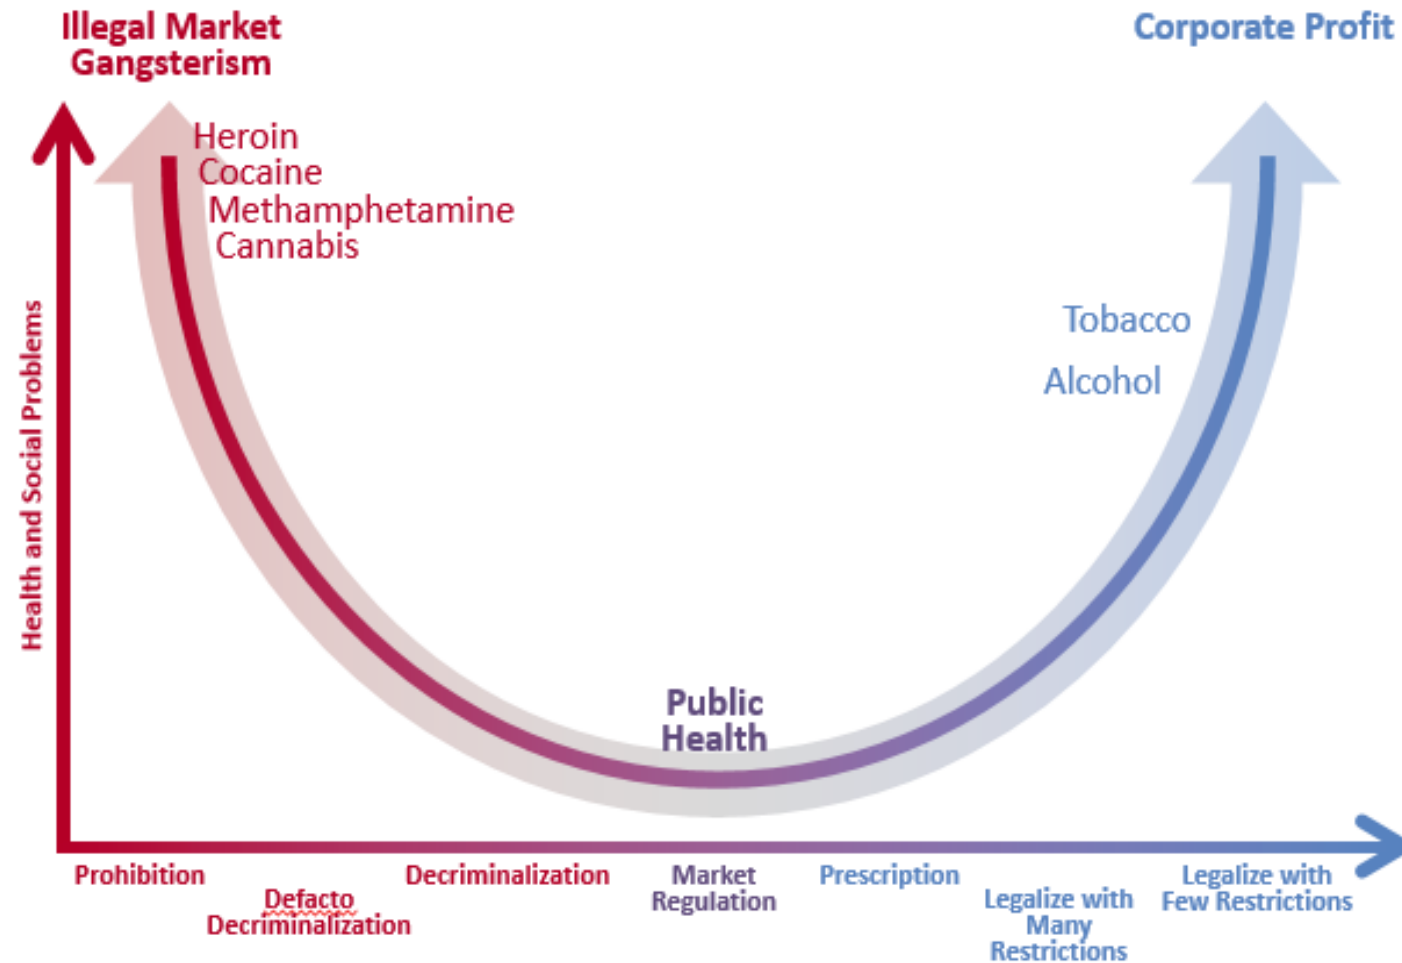 Illegal Market
Gangsterism
Corporate Profit
Heroin
Cocaine
Methamphetamine
Cannabis
Tobacco
Alcohol
Health and Social Problems
Public
Health
Prohibition
Defacto
Decriminalization
Decriminalization
Market
Regulation
Prescription
Legalize with
Many
Restrictions
Legalize with
Few Restrictions